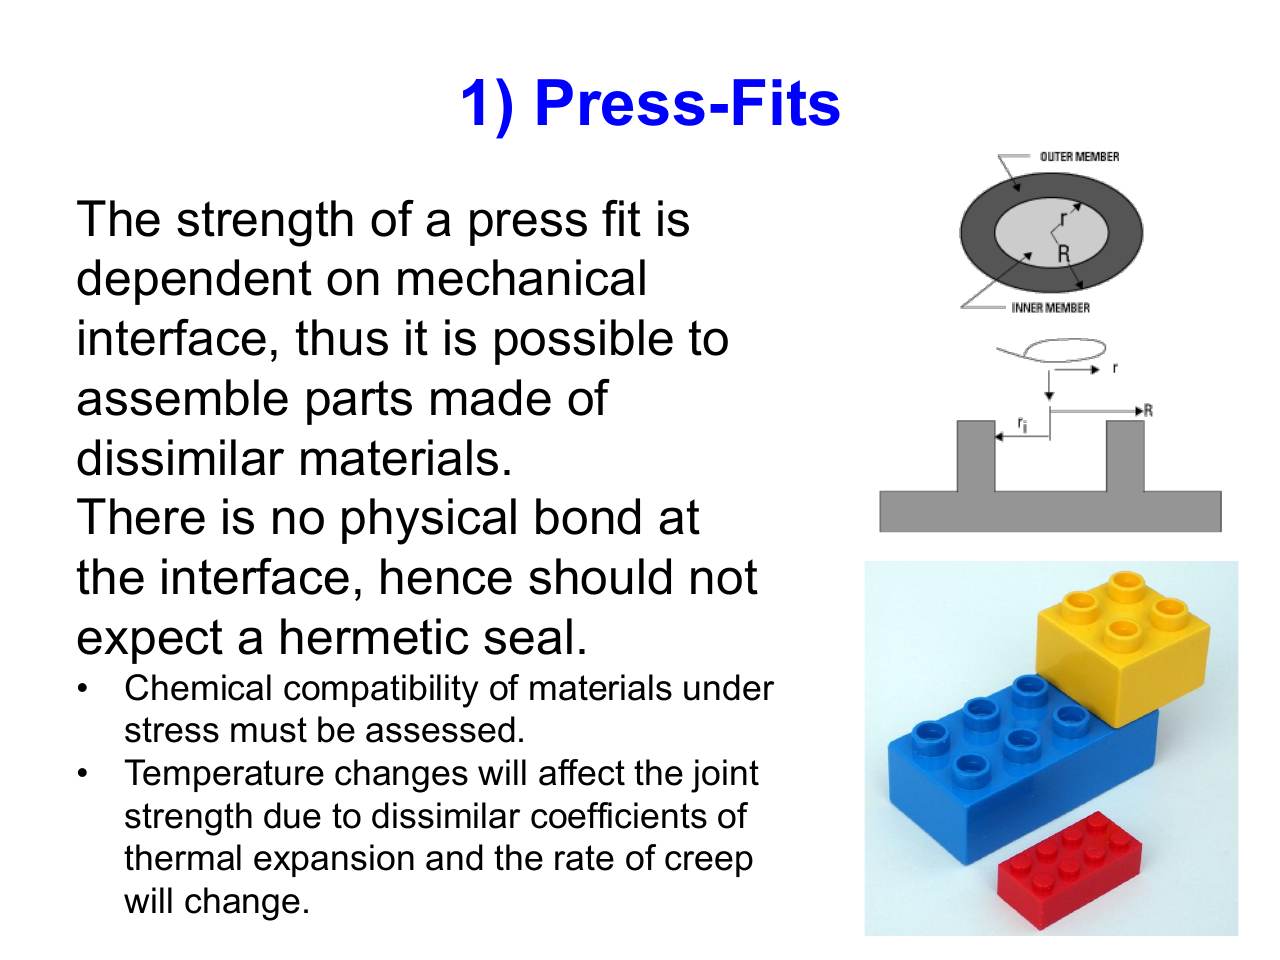 1) Press-Fits
The strength of a press fit is
dependent on mechanical
interface, thus it is possible to
assemble parts made of
dissimilar materials.
There is no physical bond at
the interface, hence should not
expect a hermetic seal.
• Chemical compatibility of materials under
stress must be assessed.
• Temperature changes will affect the joint
strength due to dissimilar coefficients of
thermal expansion and the rate of creep
will change.
OUTER MEMBER
r
R
INNER MEMBER
r
R
ri